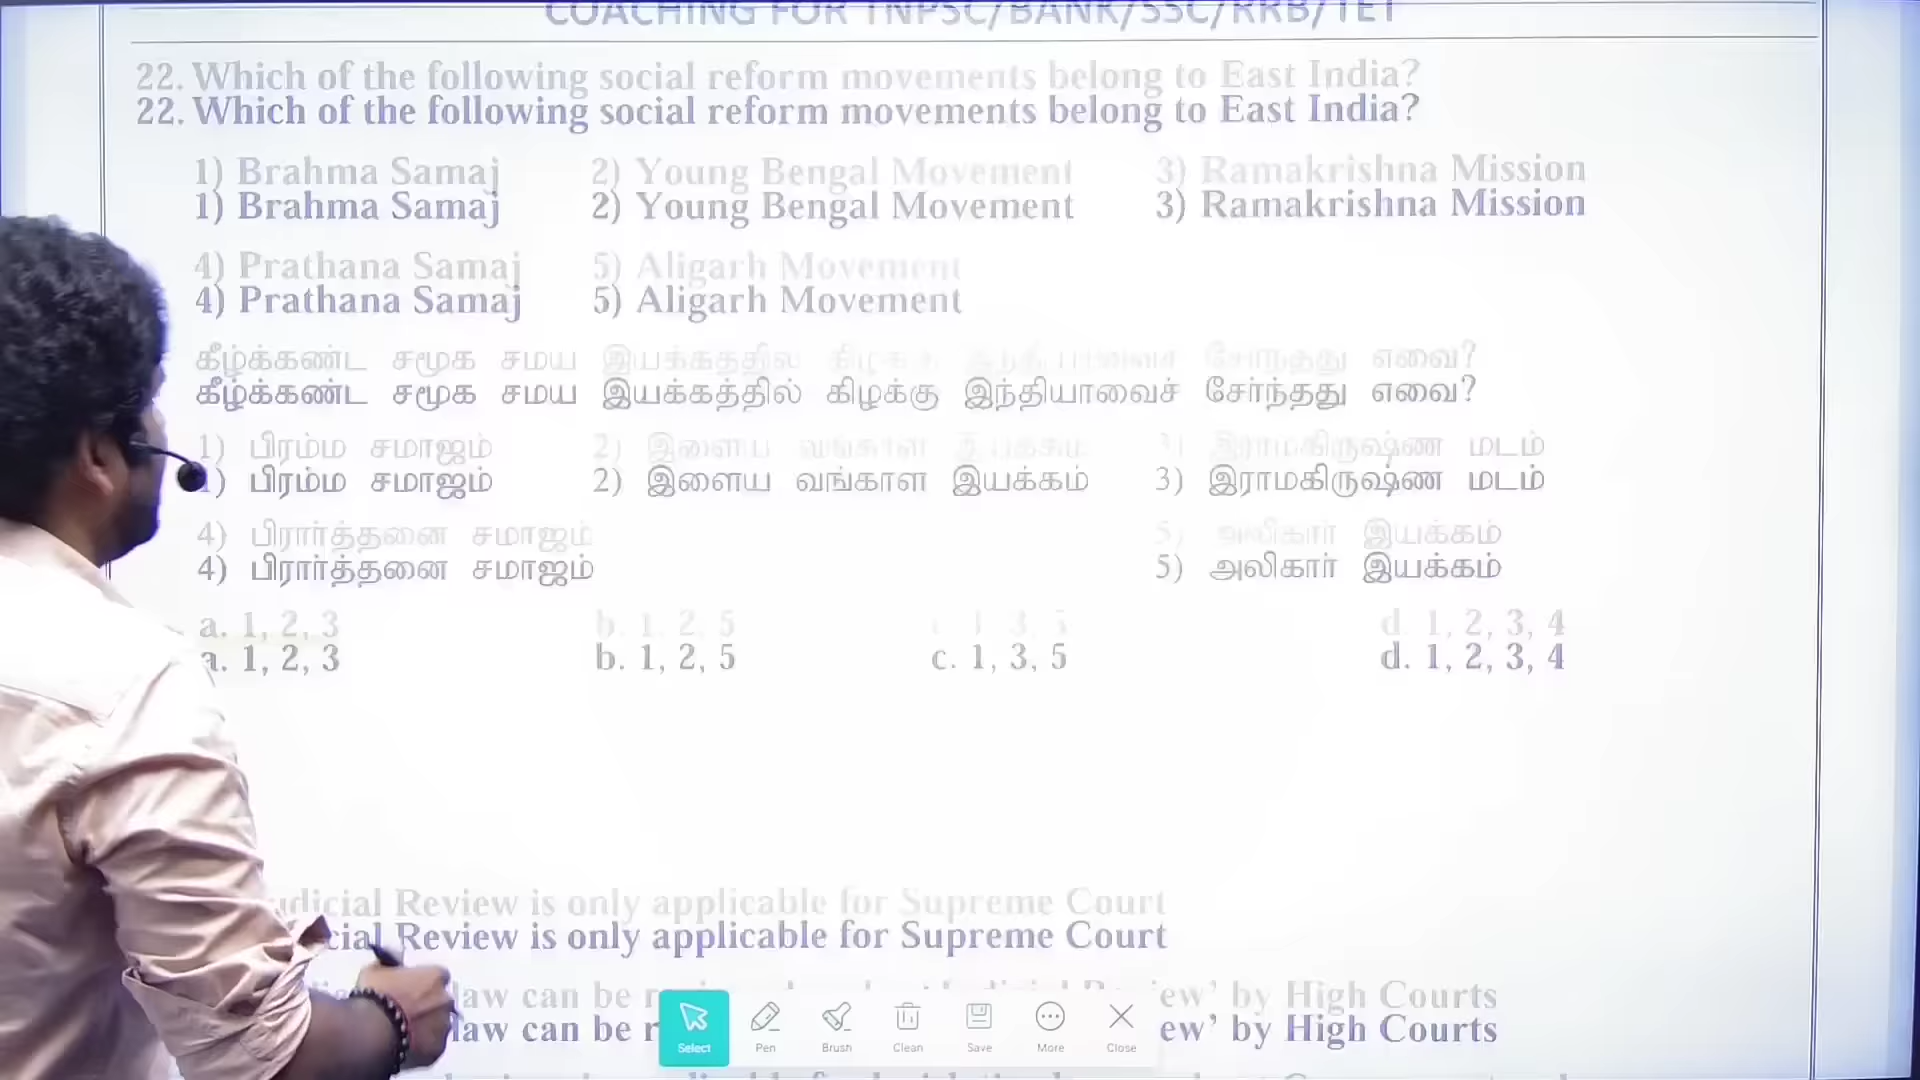 COACHING FOR TNPSC/BANK/SSC/RRB/TET
22. Which of the following social reform movements belong to East India?
1) Brahma Samaj 2) Young Bengal Movement 3) Ramakrishna Mission
4) Prathana Samaj 5) Aligarh Movement
கீழ்க்கண்ட சமூக சமய இயக்கத்தில் கிழக்கு இந்தியாவைச் சேர்ந்தது எவை?
1) பிரம்ம சமாஜம் 2) இளைய வங்காள இயக்கம் 3) இராமகிருஷ்ண மடம்
4) பிரார்த்தனை சமாஜம் 5) அலிகார் இயக்கம்
a. 1, 2, 3 b. 1, 2, 5 c. 1, 3, 5 d. 1, 2, 3, 4
Review is only applicable for Supreme Court
law can be by High Courts
Select Pen Brush Clean Save More Close